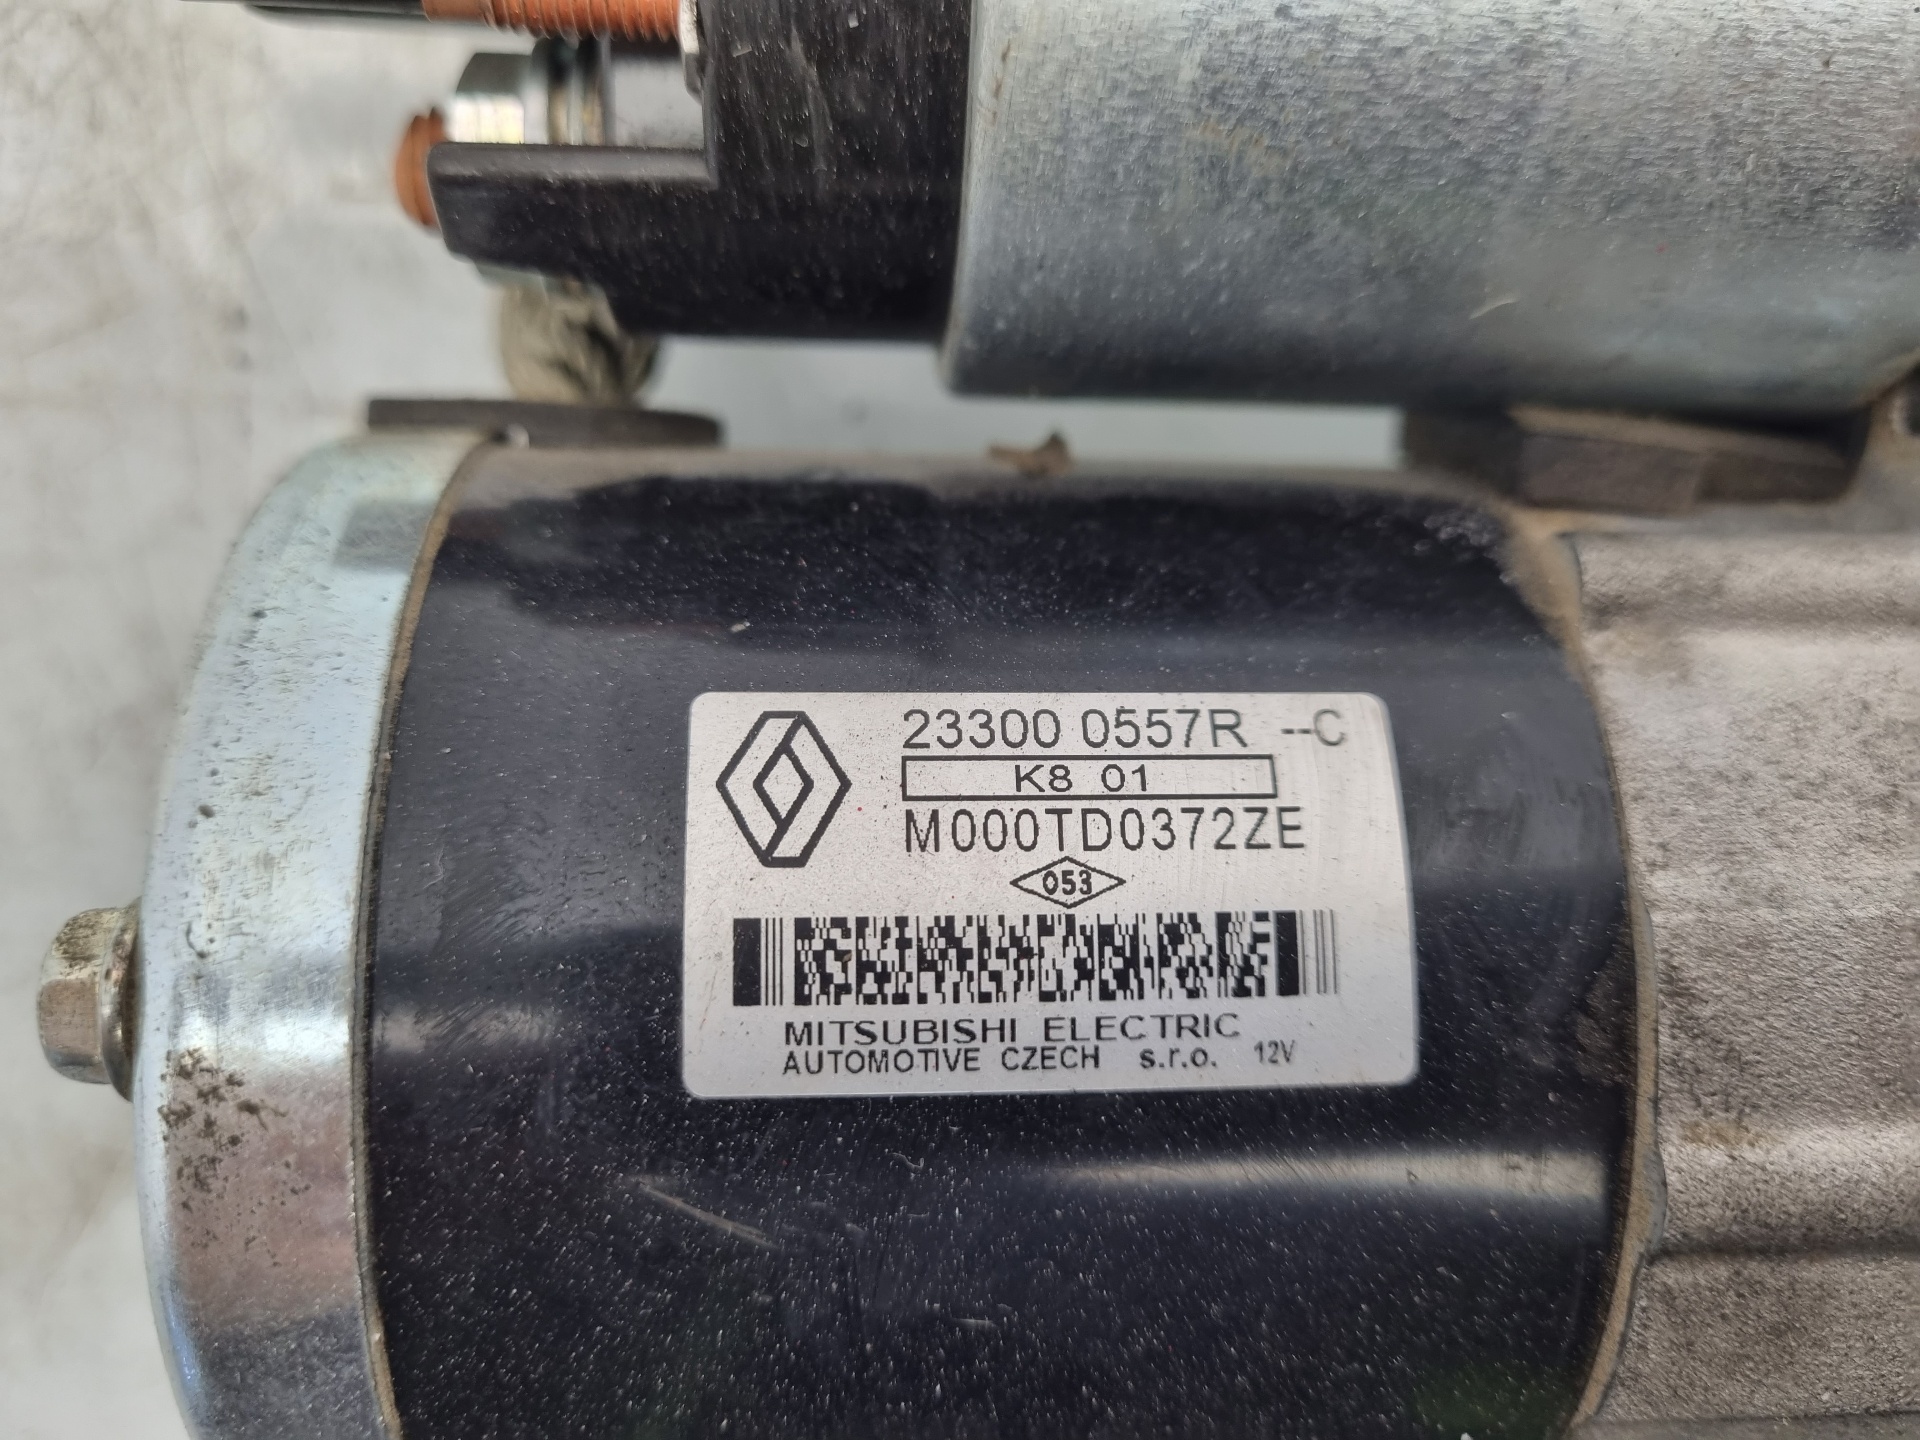 23300 0557R --C
K8 01
M000TD0372ZE
053
MITSUBISHI ELECTRIC
AUTOMOTIVE CZECH s.r.o. 12V